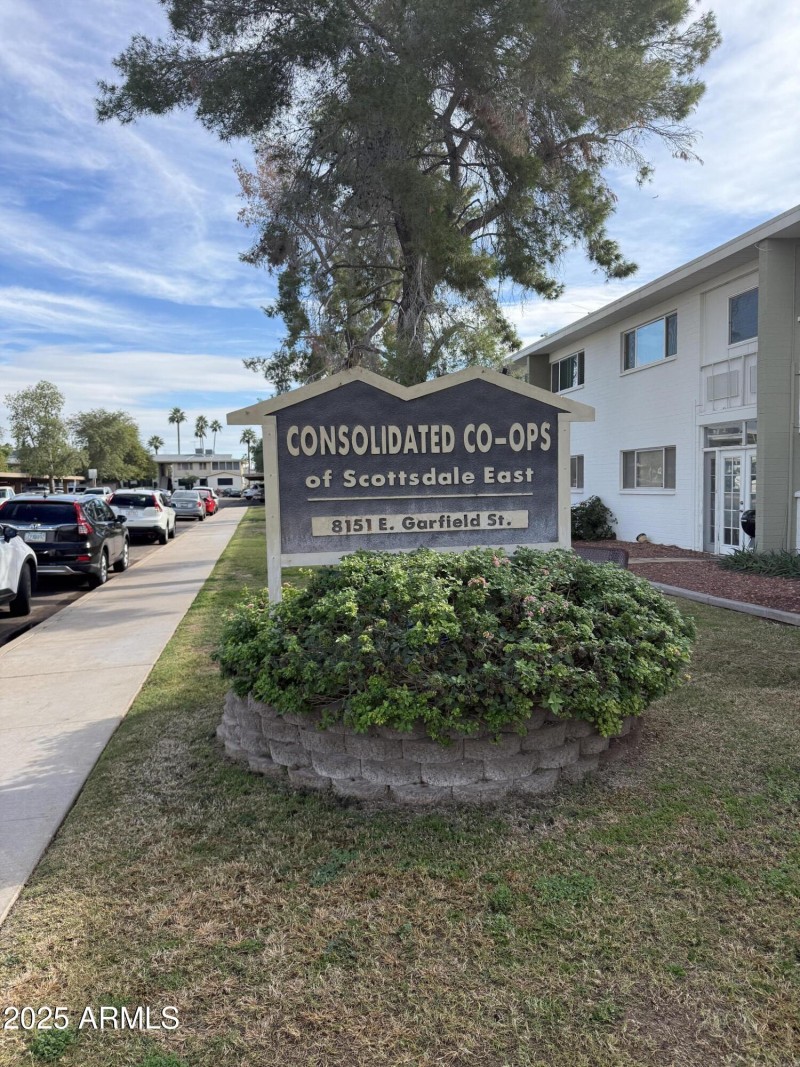 CONSOLIDATED CO-OPS
of Scottsdale East
8151 E. Garfield St.
2025 ARMLS